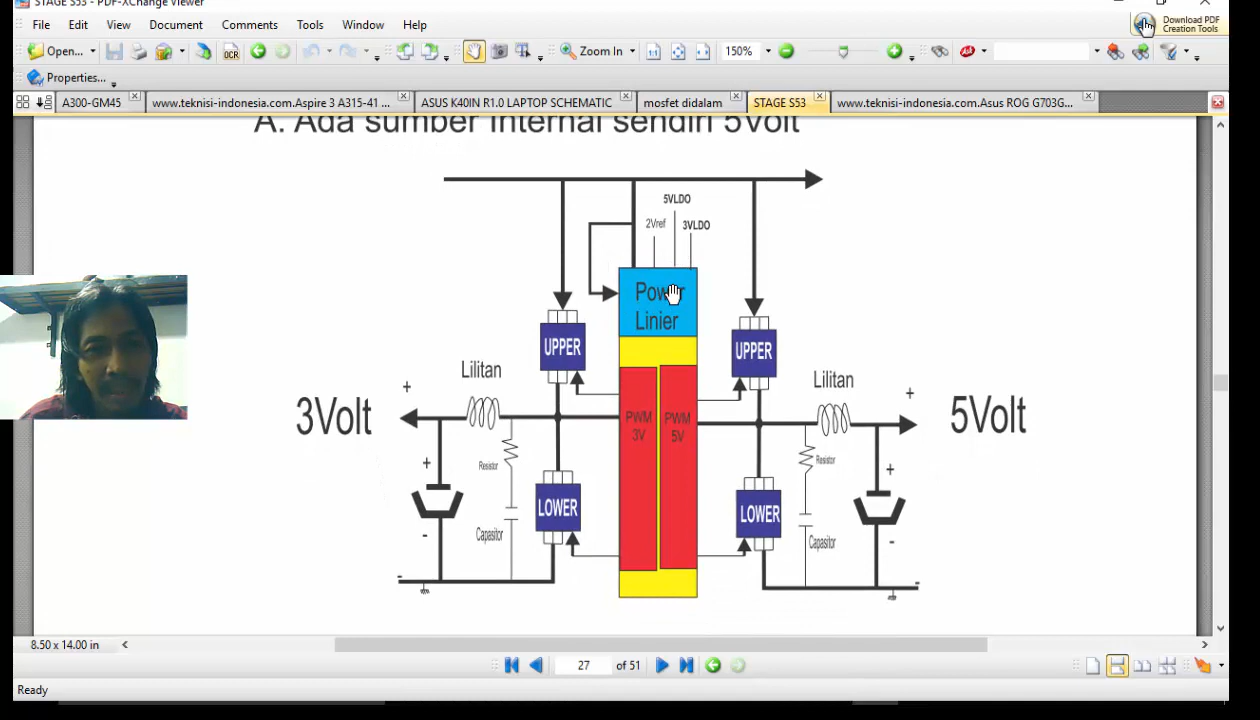 STAGE S53 - PDF-XChange Viewer
File Edit View Document Comments Tools Window Help
Download PDF
Creation Tools
Open... OCR Zoom In 150%
Properties...
A300-GM45 www.teknisi-indonesia.com.Aspire 3 A315-41 ... ASUS K40IN R1.0 LAPTOP SCHEMATIC mosfet didalam STAGE S53 www.teknisi-indonesia.com.Asus ROG G703G...
A. Ada sumber Internal sendiri 5Volt
5VLDO
2Vref 3VLDO
Power
Linier
UPPER UPPER
Lilitan Lilitan
+ +
3Volt PWM 3V PWM 5V 5Volt
+ Resistor Resistor +
LOWER LOWER
- Capasitor Capasitor -
- -
8.50 x 14.00 in
27 of 51
Ready